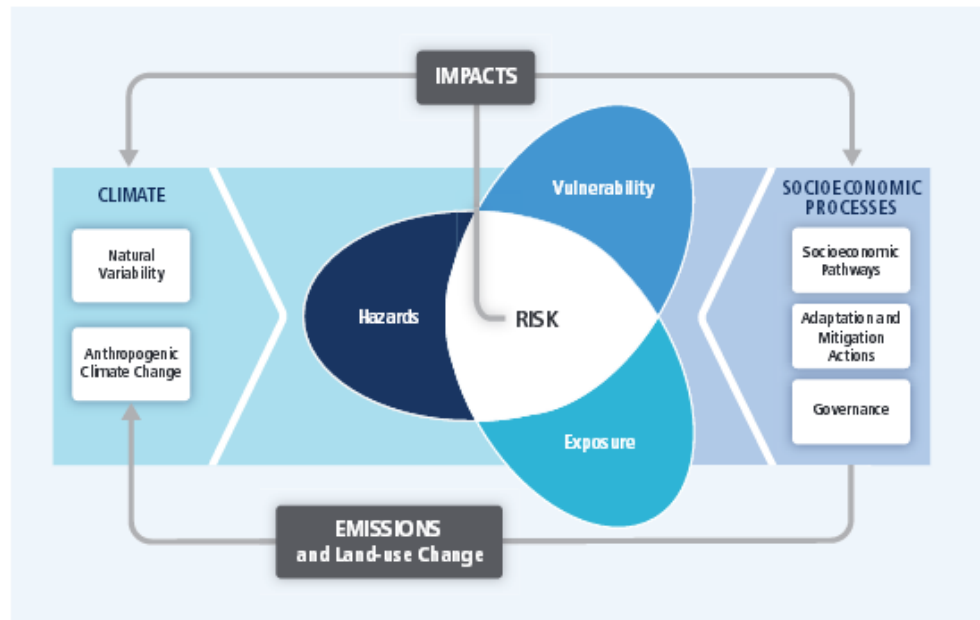 IMPACTS
CLIMATE
Natural
Variability
Anthropogenic
Climate Change
Vulnerability
Hazards
RISK
Exposure
SOCIOECONOMIC
PROCESSES
Socioeconomic
Pathways
Adaptation and
Mitigation
Actions
Governance
EMISSIONS
and Land-use Change